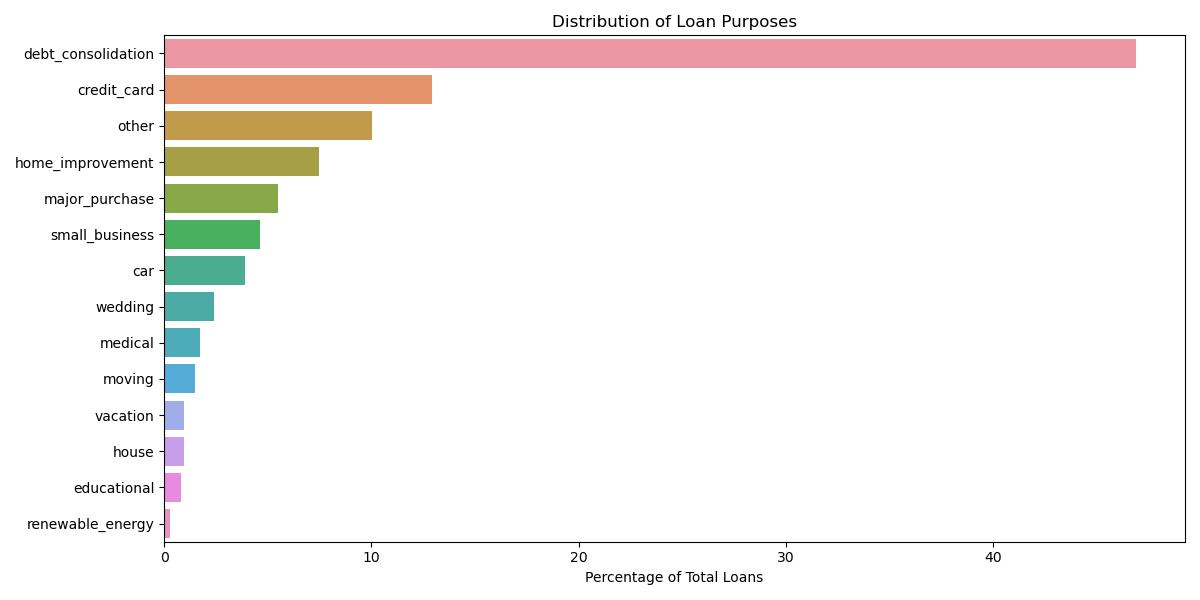 Distribution of Loan Purposes
debt_consolidation
credit_card
other
home_improvement
major_purchase
small_business
car
wedding
medical
moving
vacation
house
educational
renewable_energy
0 10 20 30 40
Percentage of Total Loans